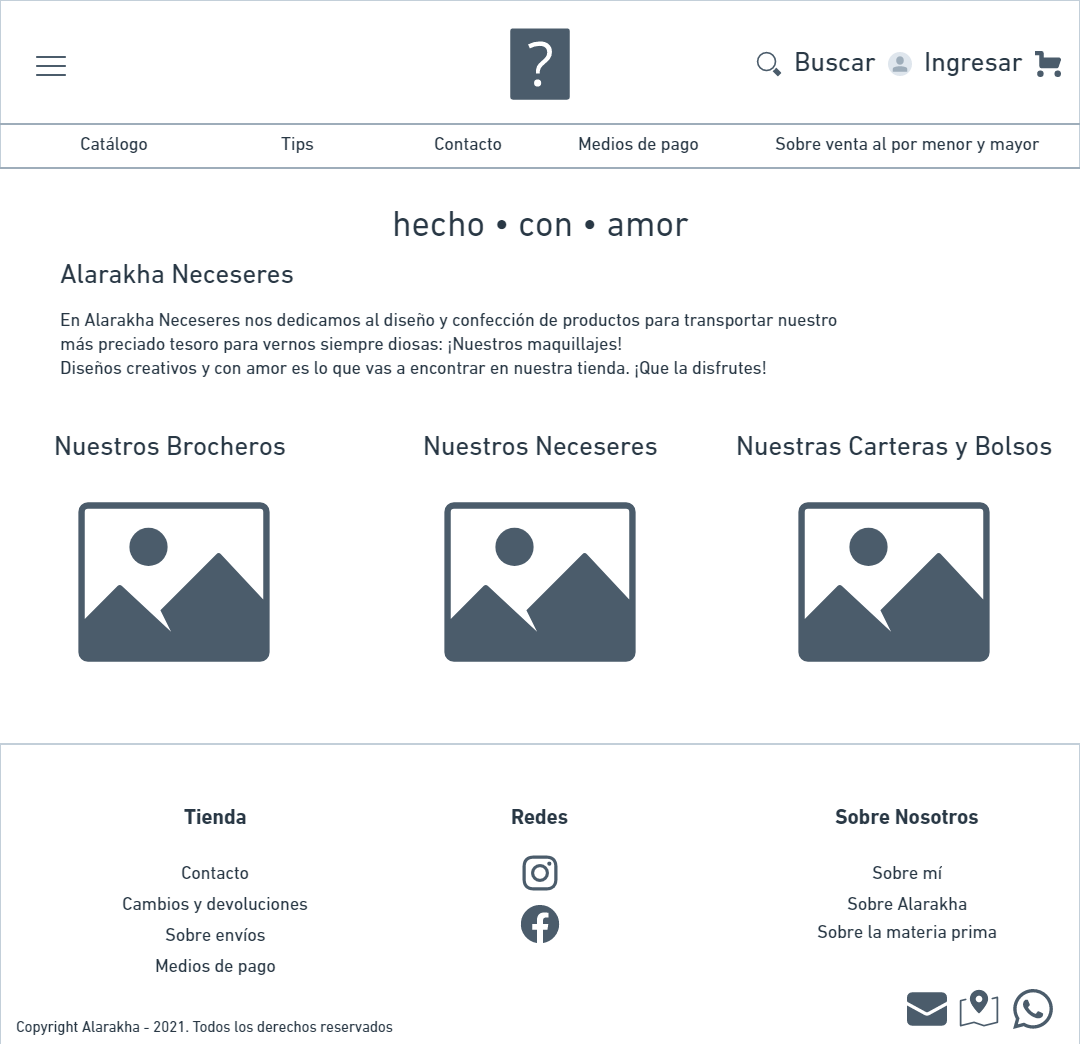 ?
Buscar
Ingresar
Catálogo
Tips
Contacto
Medios de pago
Sobre venta al por menor y mayor
hecho • con • amor
Alarakha Neceseres
En Alarakha Neceseres nos dedicamos al diseño y confección de productos para transportar nuestro
más preciado tesoro para vernos siempre diosas: ¡Nuestros maquillajes!
Diseños creativos y con amor es lo que vas a encontrar en nuestra tienda. ¡Que la disfrutes!
Nuestros Brocheros
Nuestros Neceseres
Nuestras Carteras y Bolsos
Tienda
Contacto
Cambios y devoluciones
Sobre envíos
Medios de pago
Redes
Sobre Nosotros
Sobre mí
Sobre Alarakha
Sobre la materia prima
Copyright Alarakha - 2021. Todos los derechos reservados